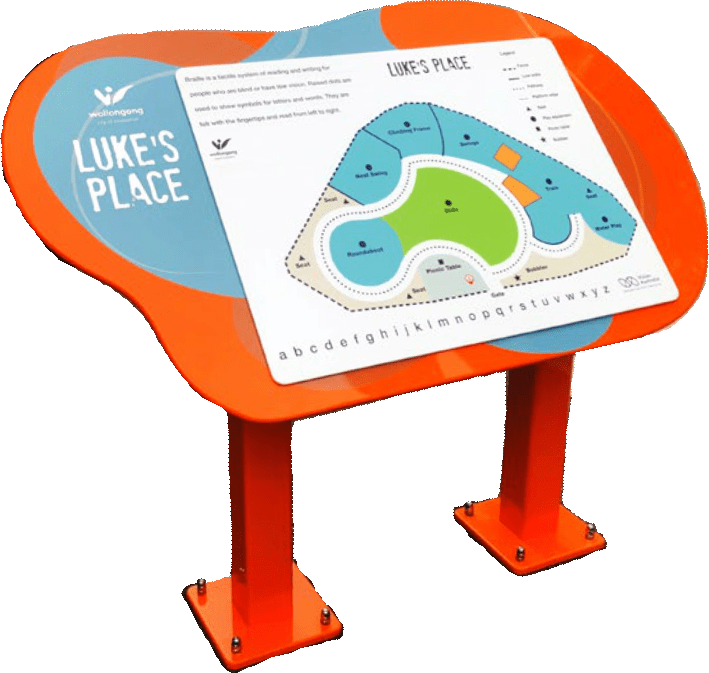 wollongong
city of innovation
LUKE'S
PLACE
Braille is a tactile system of reading and writing for
people who are blind or have low vision. Raised dots are
used to show symbols for letters and words. They are
felt with the fingertips and read from left to right.
LUKE'S PLACE
Legend
Fence
Low walls
Pathway
Platform edge
Seat
Play equipment
Picnic table
Bubbler
Climbing Frame
Swings
Nest Swing
Train
Seat
Seat
Slide
Water Play
Roundabout
Seat
Picnic Table
Bubbler
Seat
Gate
Vision
Australia
a b c d e f g h i j k l m n o p q r s t u v w x y z